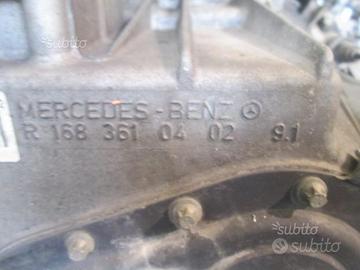 subito
MERCEDES-BENZ
R 168 361 04 02 9.1
subito
subito